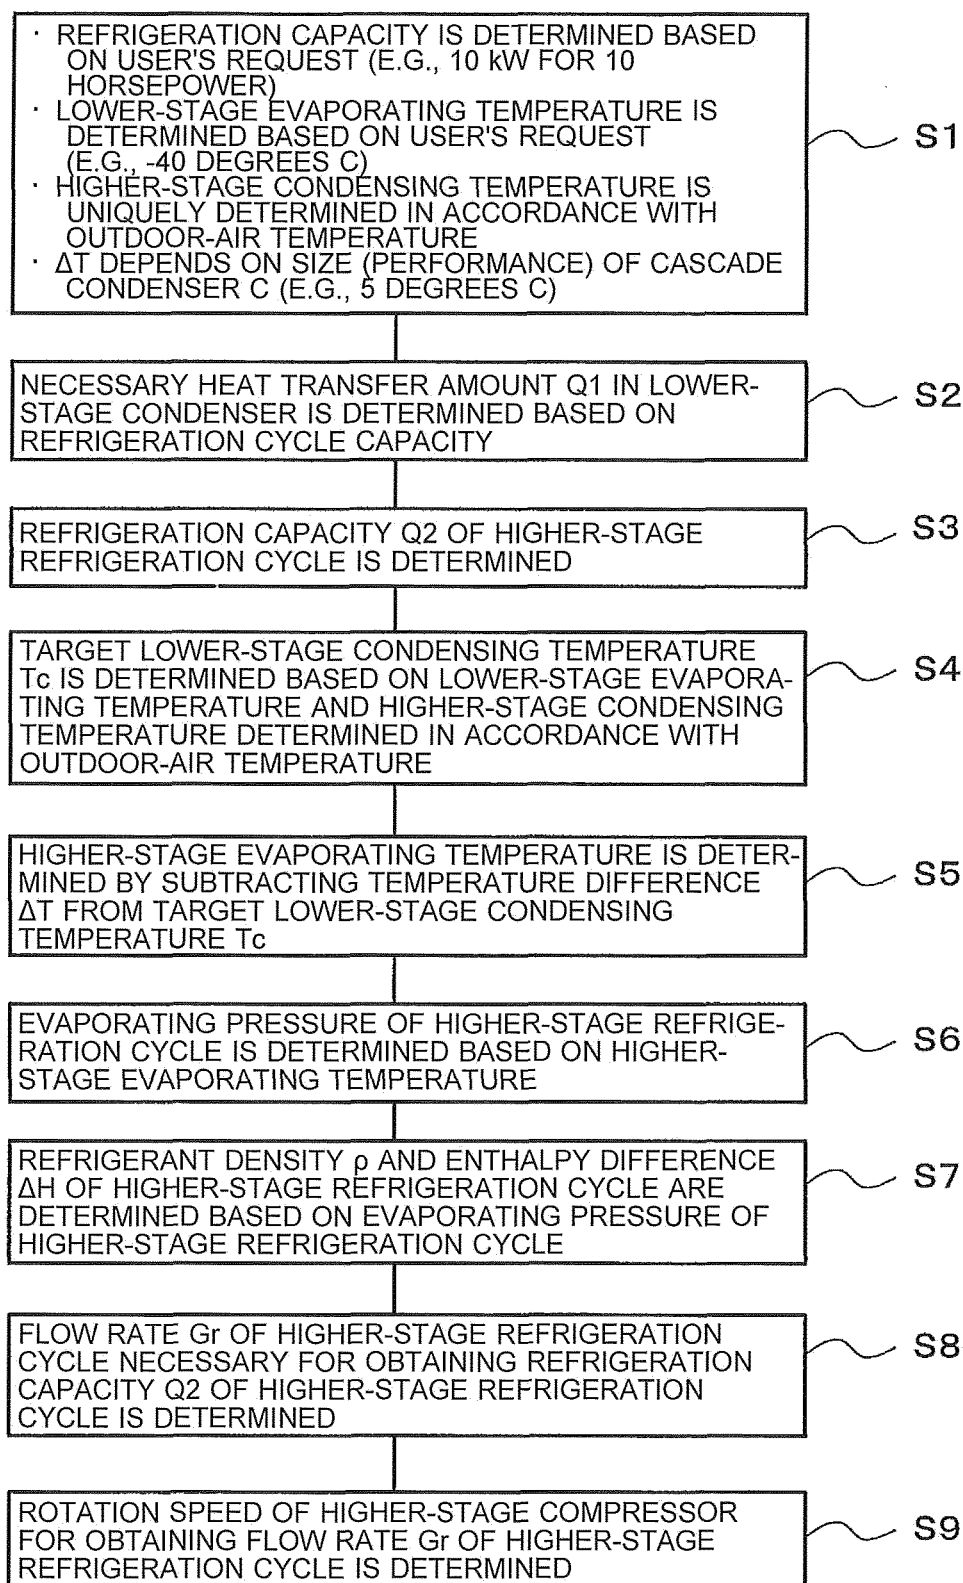 · REFRIGERATION CAPACITY IS DETERMINED BASED
ON USER'S REQUEST (E.G., 10 kW FOR 10
HORSEPOWER)
· LOWER-STAGE EVAPORATING TEMPERATURE IS
DETERMINED BASED ON USER'S REQUEST
(E.G., -40 DEGREES C)
· HIGHER-STAGE CONDENSING TEMPERATURE IS
UNIQUELY DETERMINED IN ACCORDANCE WITH
OUTDOOR-AIR TEMPERATURE
· ΔT DEPENDS ON SIZE (PERFORMANCE) OF CASCADE
CONDENSER C (E.G., 5 DEGREES C)
S1
NECESSARY HEAT TRANSFER AMOUNT Q1 IN LOWER-
STAGE CONDENSER IS DETERMINED BASED ON
REFRIGERATION CYCLE CAPACITY
S2
REFRIGERATION CAPACITY Q2 OF HIGHER-STAGE
REFRIGERATION CYCLE IS DETERMINED
S3
TARGET LOWER-STAGE CONDENSING TEMPERATURE
Tc IS DETERMINED BASED ON LOWER-STAGE EVAPORA-
TING TEMPERATURE AND HIGHER-STAGE CONDENSING
TEMPERATURE DETERMINED IN ACCORDANCE WITH
OUTDOOR-AIR TEMPERATURE
S4
HIGHER-STAGE EVAPORATING TEMPERATURE IS DETER-
MINED BY SUBTRACTING TEMPERATURE DIFFERENCE
ΔT FROM TARGET LOWER-STAGE CONDENSING
TEMPERATURE Tc
S5
EVAPORATING PRESSURE OF HIGHER-STAGE REFRIGE-
RATION CYCLE IS DETERMINED BASED ON HIGHER-
STAGE EVAPORATING TEMPERATURE
S6
REFRIGERANT DENSITY ρ AND ENTHALPY DIFFERENCE
ΔH OF HIGHER-STAGE REFRIGERATION CYCLE ARE
DETERMINED BASED ON EVAPORATING PRESSURE OF
HIGHER-STAGE REFRIGERATION CYCLE
S7
FLOW RATE Gr OF HIGHER-STAGE REFRIGERATION
CYCLE NECESSARY FOR OBTAINING REFRIGERATION
CAPACITY Q2 OF HIGHER-STAGE REFRIGERATION
CYCLE IS DETERMINED
S8
ROTATION SPEED OF HIGHER-STAGE COMPRESSOR
FOR OBTAINING FLOW RATE Gr OF HIGHER-STAGE
REFRIGERATION CYCLE IS DETERMINED
S9